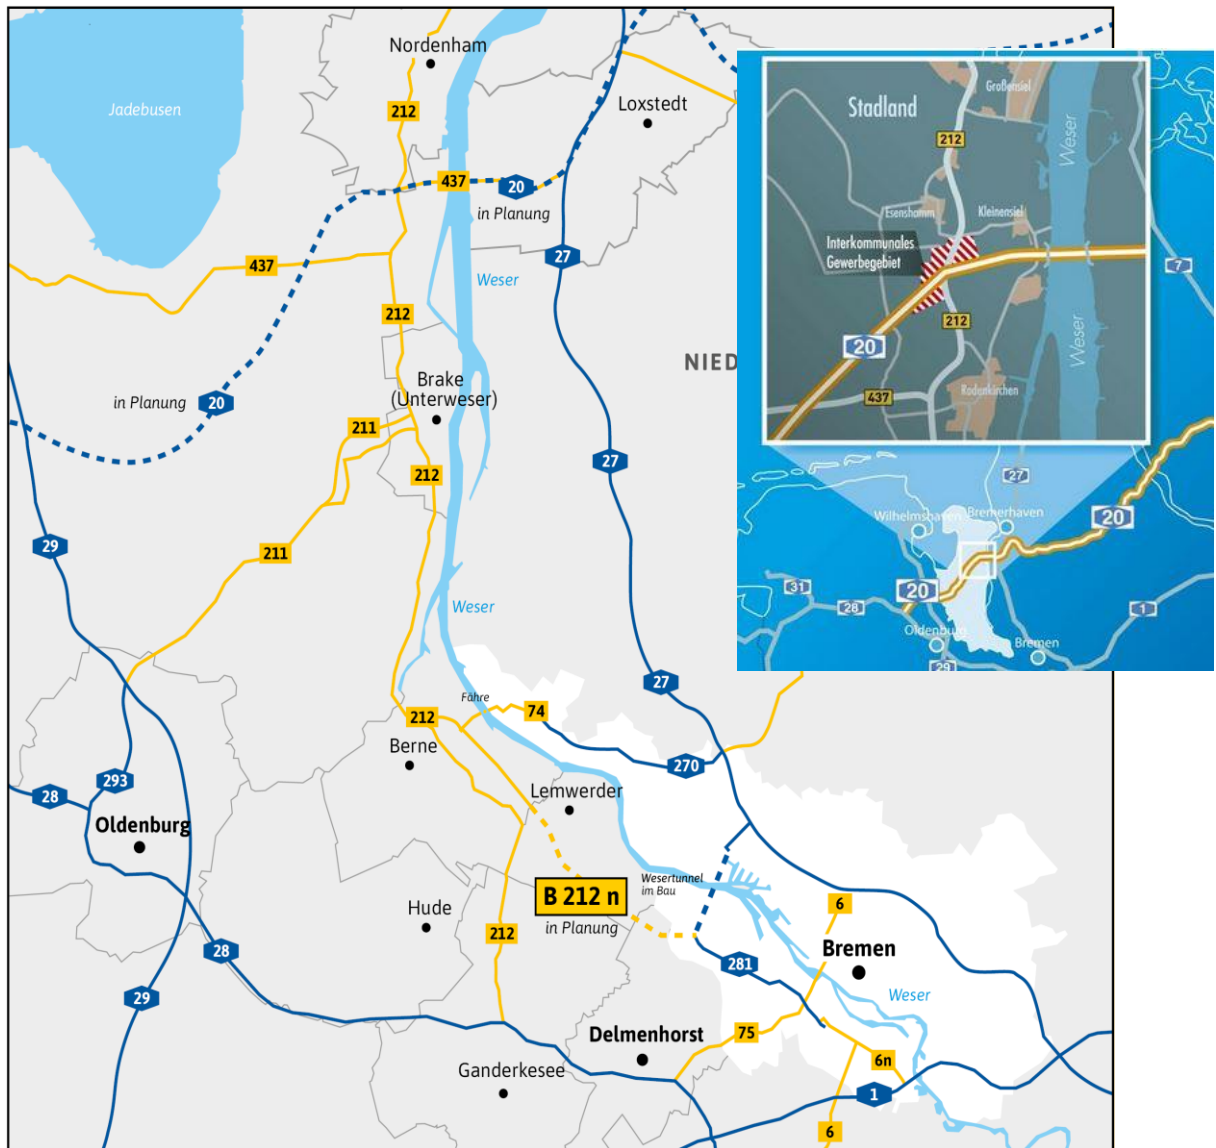 Nordenham
Jadebusen
212
Loxstedt
437
20
in Planung
27
437
Weser
212
NIED
in Planung
20
Brake
(Unterweser)
211
212
27
29
211
Weser
27
Fähre
212
74
Berne
270
293
28
Lemwerder
Oldenburg
Wesertunnel
im Bau
B 212 n
in Planung
6
Hude
212
28
Bremen
281
29
Weser
Delmenhorst
75
6n
Ganderkesee
1
6
Großensiel
Stadland
212
Weser
Esenshamm
Kleinensiel
Interkommunales
Gewerbegebiet
212
20
Weser
437
Rodenkirchen
7
27
Wilhelmshaven
Bremerhaven
20
31
28
20
1
Oldenburg
Bremen
29